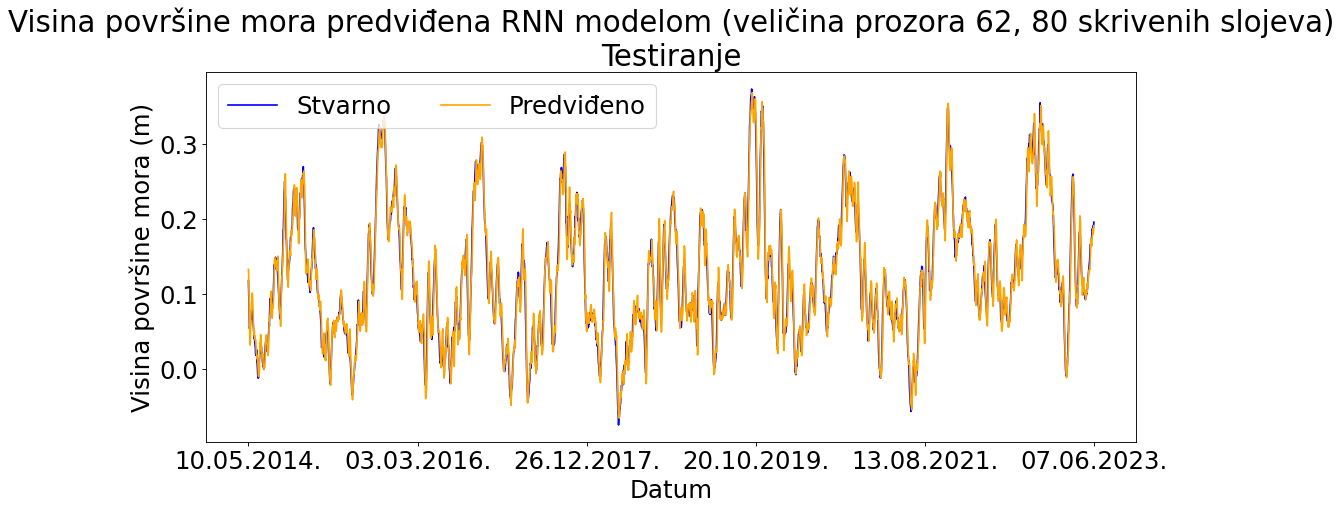 Visina površine mora predviđena RNN modelom (veličina prozora 62, 80 skrivenih slojeva)
Testiranje
Stvarno
Predviđeno
Visina površine mora (m)
0.3
0.2
0.1
0.0
10.05.2014.
03.03.2016.
26.12.2017.
20.10.2019.
13.08.2021.
07.06.2023.
Datum